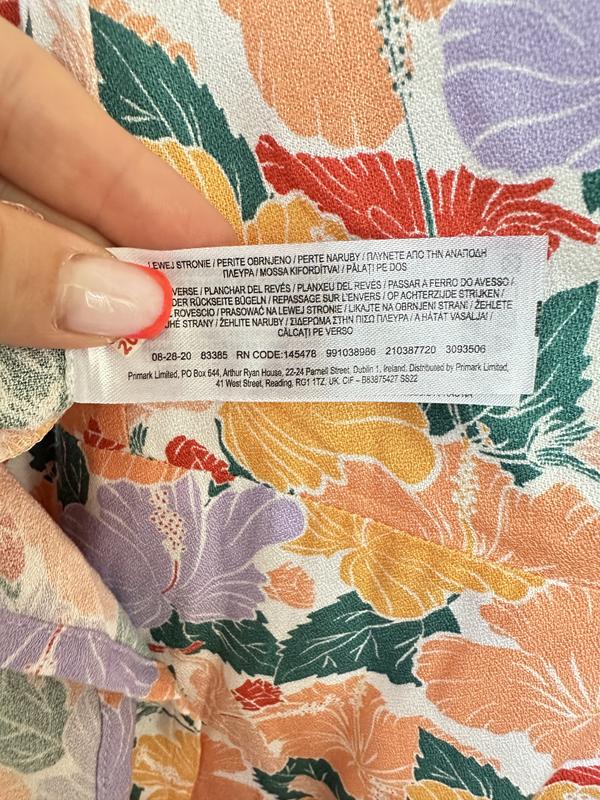 LEWEJ STRONIE / PERITE OBRNJENO / PERTE NARUBY / ΠΛΥΝΕΤΕ ΑΠΟ ΤΗΝ ΑΝΑΠΟΔΗ
ΠΛΕΥΡΑ / MOSSA KIFORDÍTVA! / PĂLAȚI PE DOS
VERSE / PLANCHAR DEL REVÉS / PLANXEU DEL REVÉS / PASSAR A FERRO DO AVESSO /
DER RÜCKSEITE BÜGELN / REPASSAGE SUR L'ENVERS / OP ACHTERZIJDE STRIJKEN /
ROVESCIO / PRASOWAĆ NA LEWEJ STRONIE / LIKAJTE NA OBRNJENI STRANI / ŽEHLETE
STRANY / ŽEHLITE NARUBY / ΣΙΔΕΡΩΜΑ ΣΤΗΝ ΠΙΣΩ ΠΛΕΥΡΑ / A HÁTÁT VASALJA! /
CĂLCAȚI PE VERSO
08-28-20 83385 RN CODE:145478 991038986 210387720 3093506
Primark Limited, PO Box 644, Arthur Ryan House, 22-24 Parnell Street, Dublin 1, Ireland. Distributed by Primark Limited,
41 West Street, Reading, RG1 1TZ, UK. CIF – B83875427 SS22